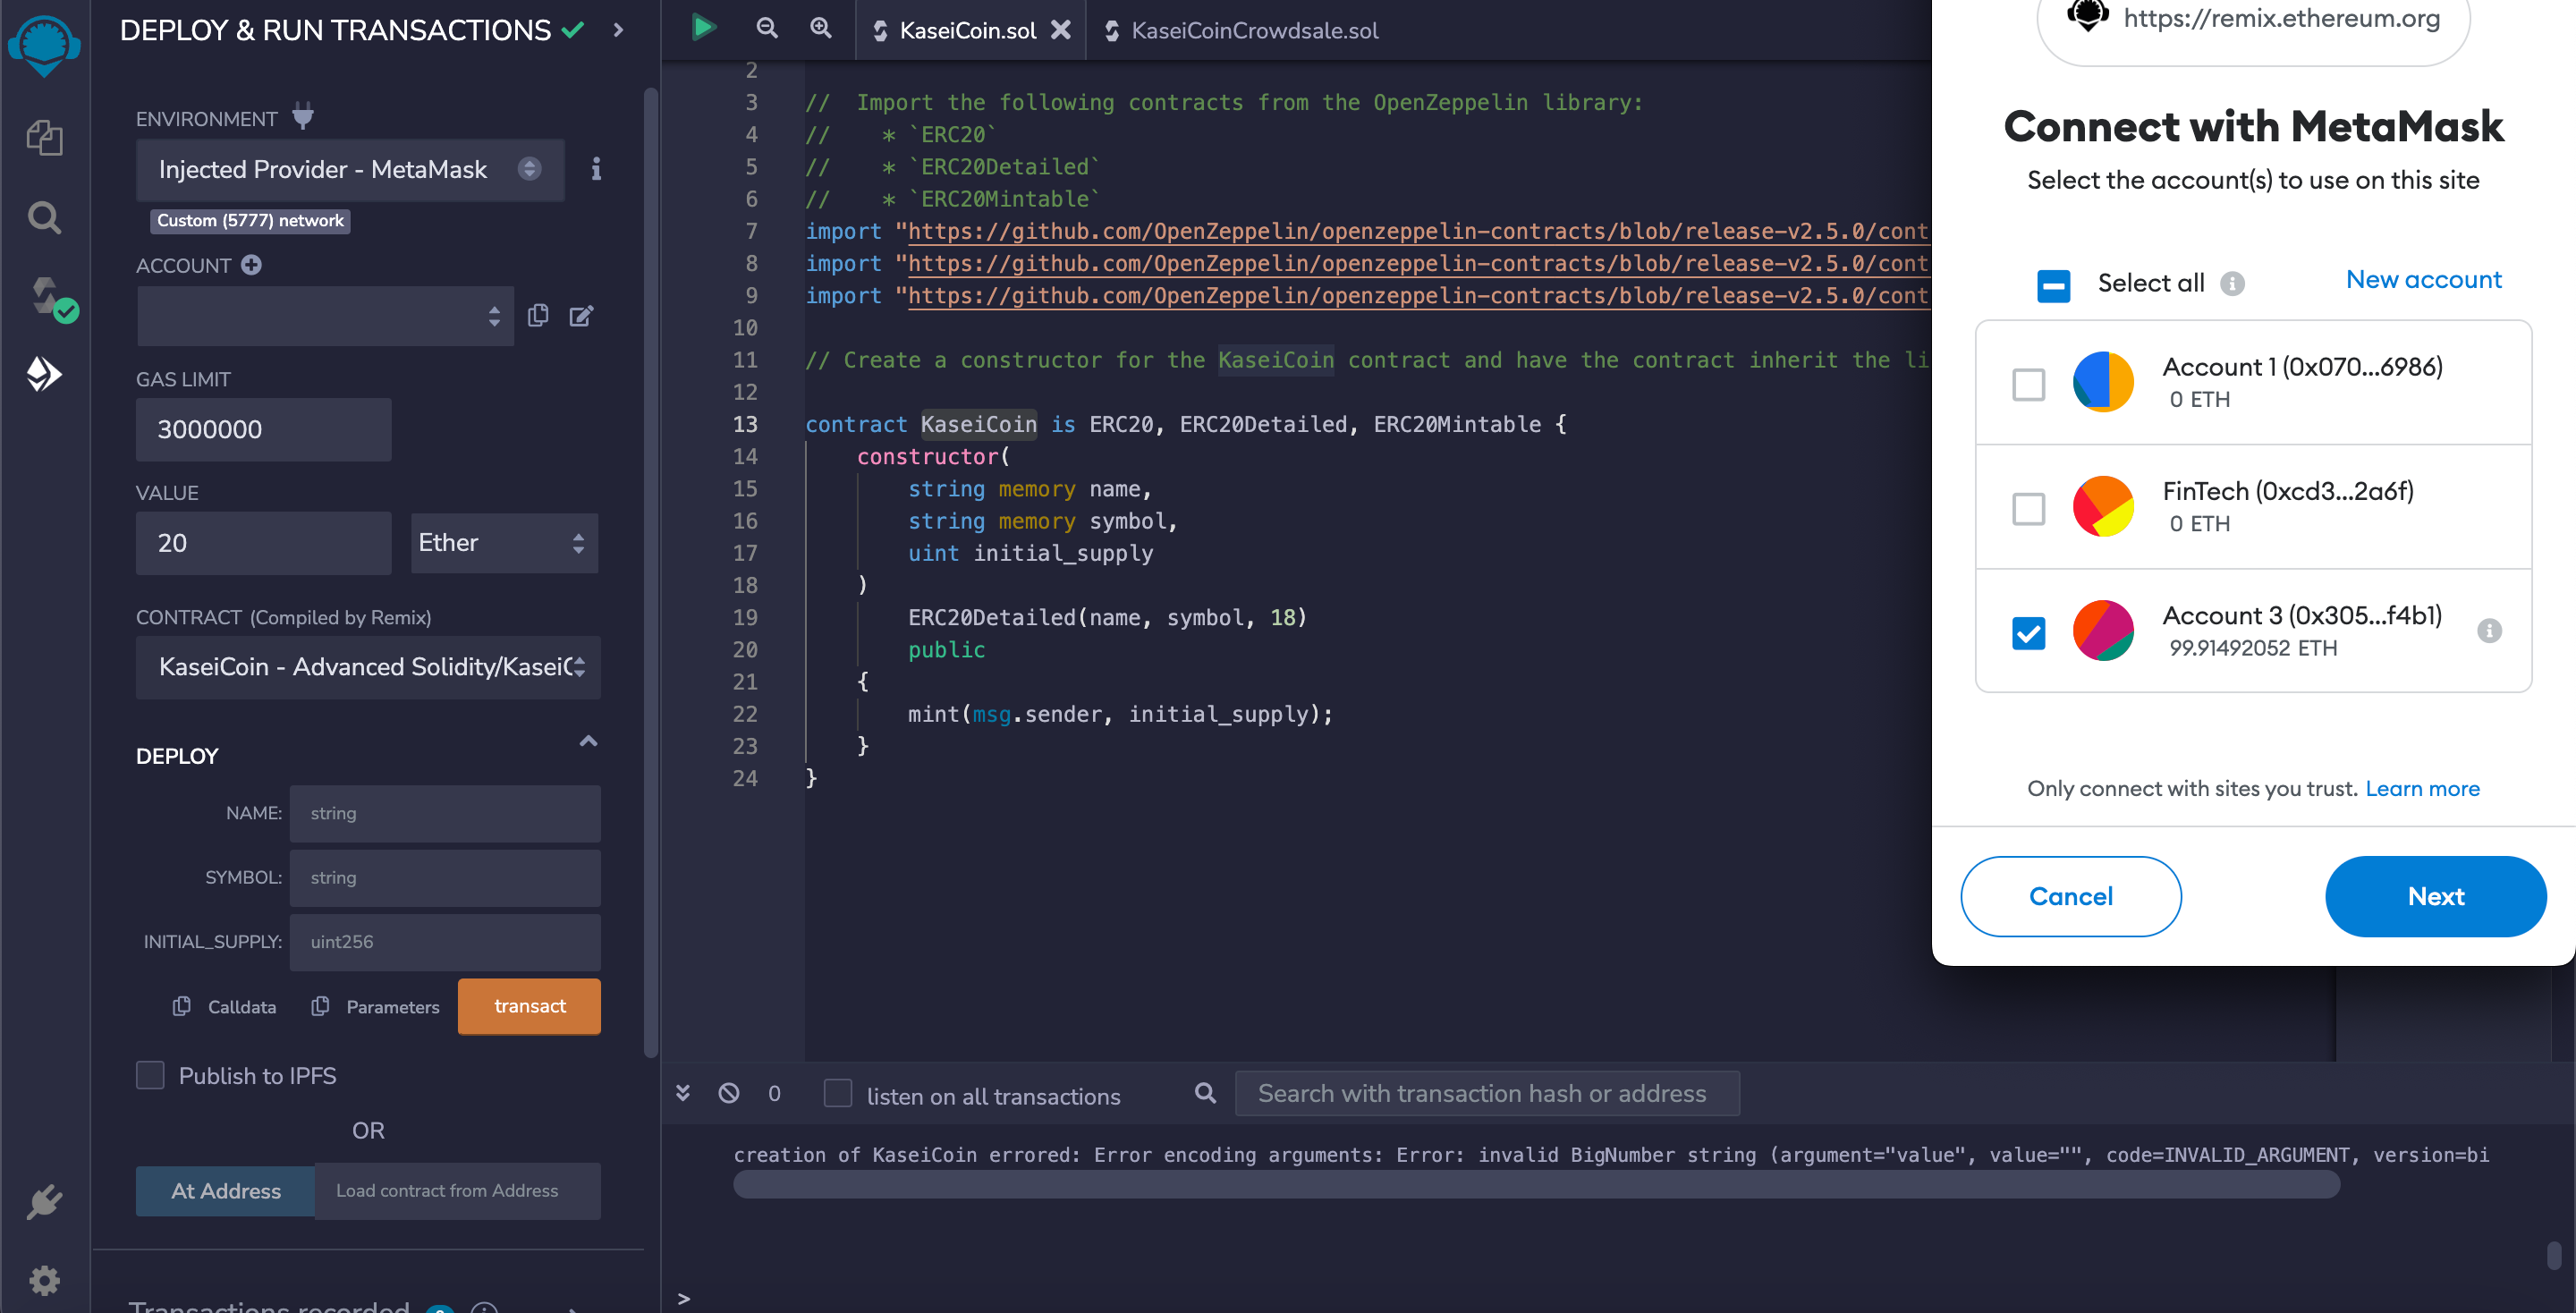 DEPLOY & RUN TRANSACTIONS
ENVIRONMENT
Injected Provider - MetaMask
Custom (5777) network
ACCOUNT
GAS LIMIT
3000000
VALUE
20
Ether
CONTRACT (Compiled by Remix)
KaseiCoin - Advanced Solidity/KaseiC
DEPLOY
NAME: string
SYMBOL: string
INITIAL_SUPPLY: uint256
Calldata Parameters transact
Publish to IPFS
OR
At Address Load contract from Address
Transactions recorded
KaseiCoin.sol KaseiCoinCrowdsale.sol
2
3 // Import the following contracts from the OpenZeppelin library:
4 // * `ERC20`
5 // * `ERC20Detailed`
6 // * `ERC20Mintable`
7 import "https://github.com/OpenZeppelin/openzeppelin-contracts/blob/release-v2.5.0/cont
8 import "https://github.com/OpenZeppelin/openzeppelin-contracts/blob/release-v2.5.0/cont
9 import "https://github.com/OpenZeppelin/openzeppelin-contracts/blob/release-v2.5.0/cont
10
11 // Create a constructor for the KaseiCoin contract and have the contract inherit the li
12
13 contract KaseiCoin is ERC20, ERC20Detailed, ERC20Mintable {
14 constructor(
15 string memory name,
16 string memory symbol,
17 uint initial_supply
18 )
19 ERC20Detailed(name, symbol, 18)
20 public
21 {
22 mint(msg.sender, initial_supply);
23 }
24 }
0 listen on all transactions Search with transaction hash or address
creation of KaseiCoin errored: Error encoding arguments: Error: invalid BigNumber string (argument="value", value="", code=INVALID_ARGUMENT, version=bi
>
https://remix.ethereum.org
Connect with MetaMask
Select the account(s) to use on this site
Select all New account
Account 1 (0x070...6986)
0 ETH
FinTech (0xcd3...2a6f)
0 ETH
Account 3 (0x305...f4b1)
99.91492052 ETH
Only connect with sites you trust. Learn more
Cancel Next